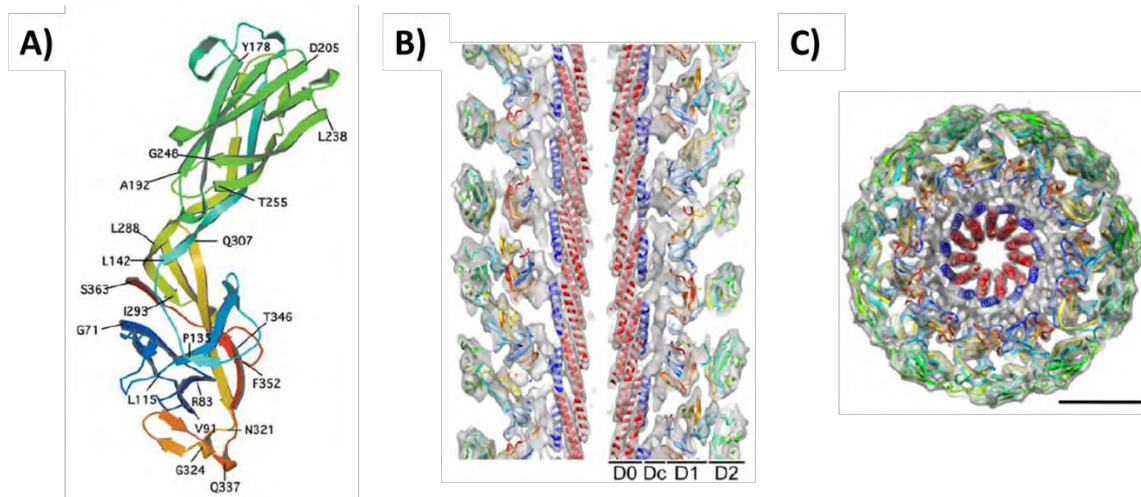 A)
Y178
D205
L238
G248
A192
T255
L288
Q307
L142
S363
I293
T346
G71
P135
F352
L115
R83
V91
N321
G324
Q337
B)
D0 Dc D1 D2
C)